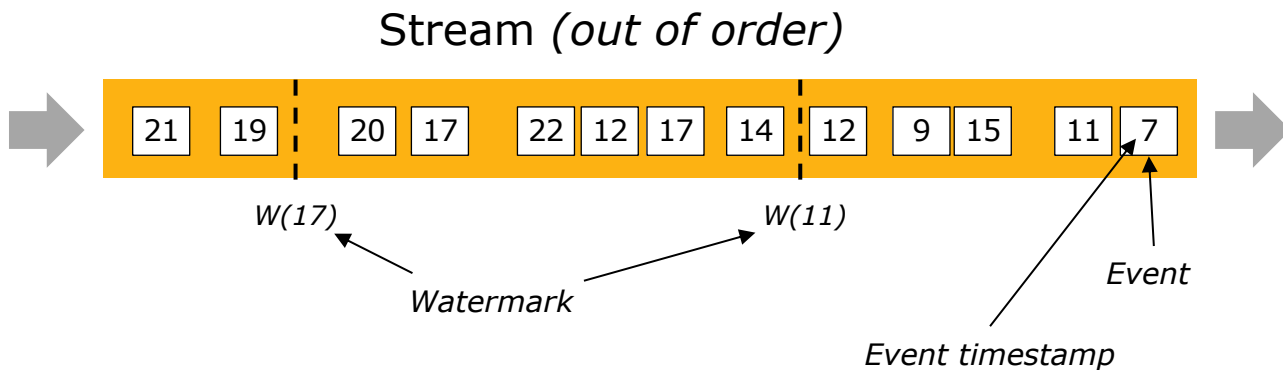 Stream (out of order)
21 19 20 17 22 12 17 14 12 9 15 11 7
W(17) W(11)
Watermark
Event
Event timestamp